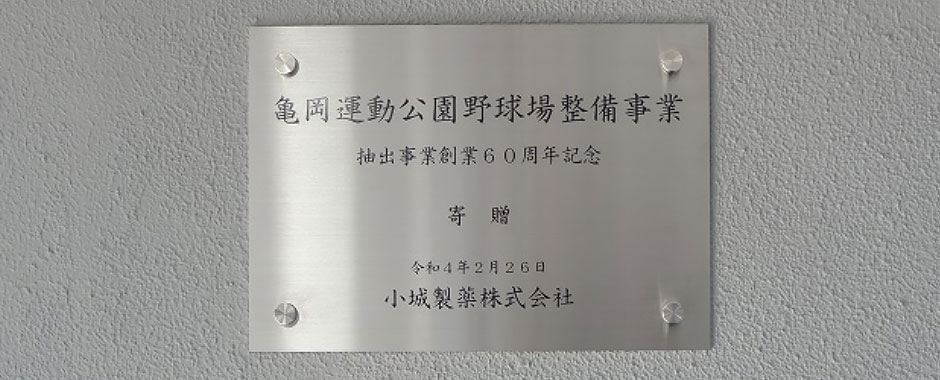 亀岡運動公園野球場整備事業
抽出事業創業６０周年記念
寄　贈
令和４年２月２６日
小城製薬株式会社